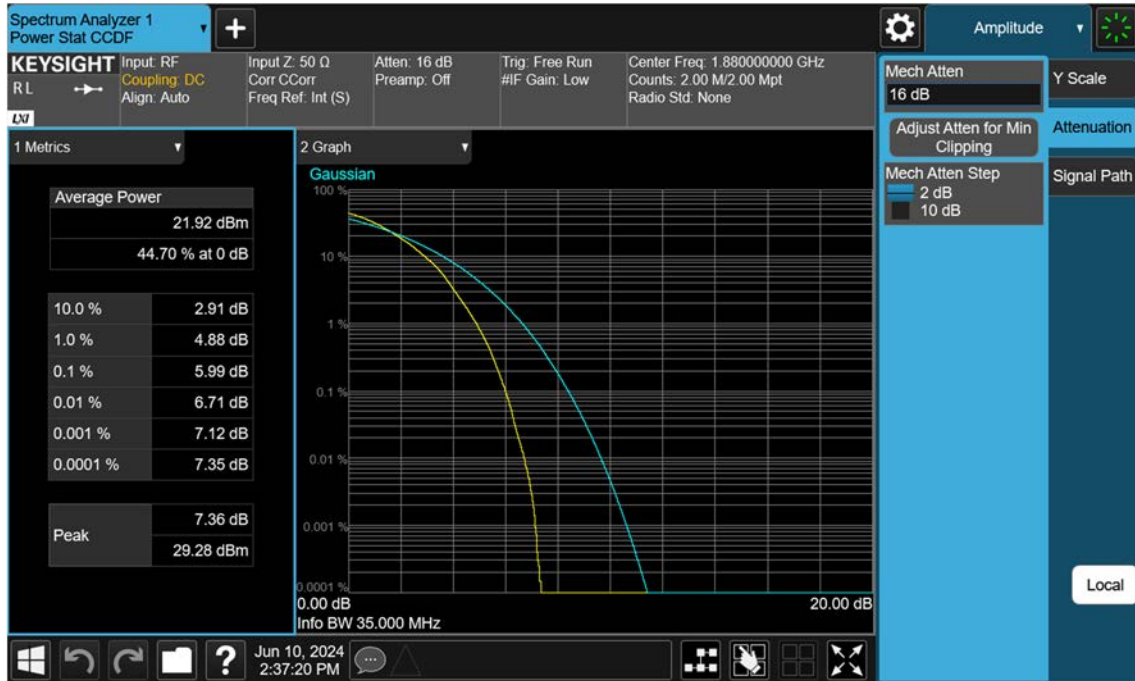 Spectrum Analyzer 1
Power Stat CCDF
Amplitude
KEYSIGHT
R L
LXI
Input: RF
Coupling: DC
Align: Auto
Input Z: 50 Ω
Corr CCorr
Freq Ref: Int (S)
Atten: 16 dB
Preamp: Off
Trig: Free Run
#IF Gain: Low
Center Freq: 1.880000000 GHz
Counts: 2.00 M/2.00 Mpt
Radio Std: None
Mech Atten
16 dB
Adjust Atten for Min
Clipping
Mech Atten Step
2 dB
10 dB
Y Scale
Attenuation
Signal Path
1 Metrics
Average Power
21.92 dBm
44.70 % at 0 dB
10.0 % 2.91 dB
1.0 % 4.88 dB
0.1 % 5.99 dB
0.01 % 6.71 dB
0.001 % 7.12 dB
0.0001 % 7.35 dB
Peak
7.36 dB
29.28 dBm
2 Graph
Gaussian
100 %
10 %
1 %
0.1 %
0.01 %
0.001 %
0.0001 %
0.00 dB 20.00 dB
Info BW 35.000 MHz
Local
?
Jun 10, 2024
2:37:20 PM